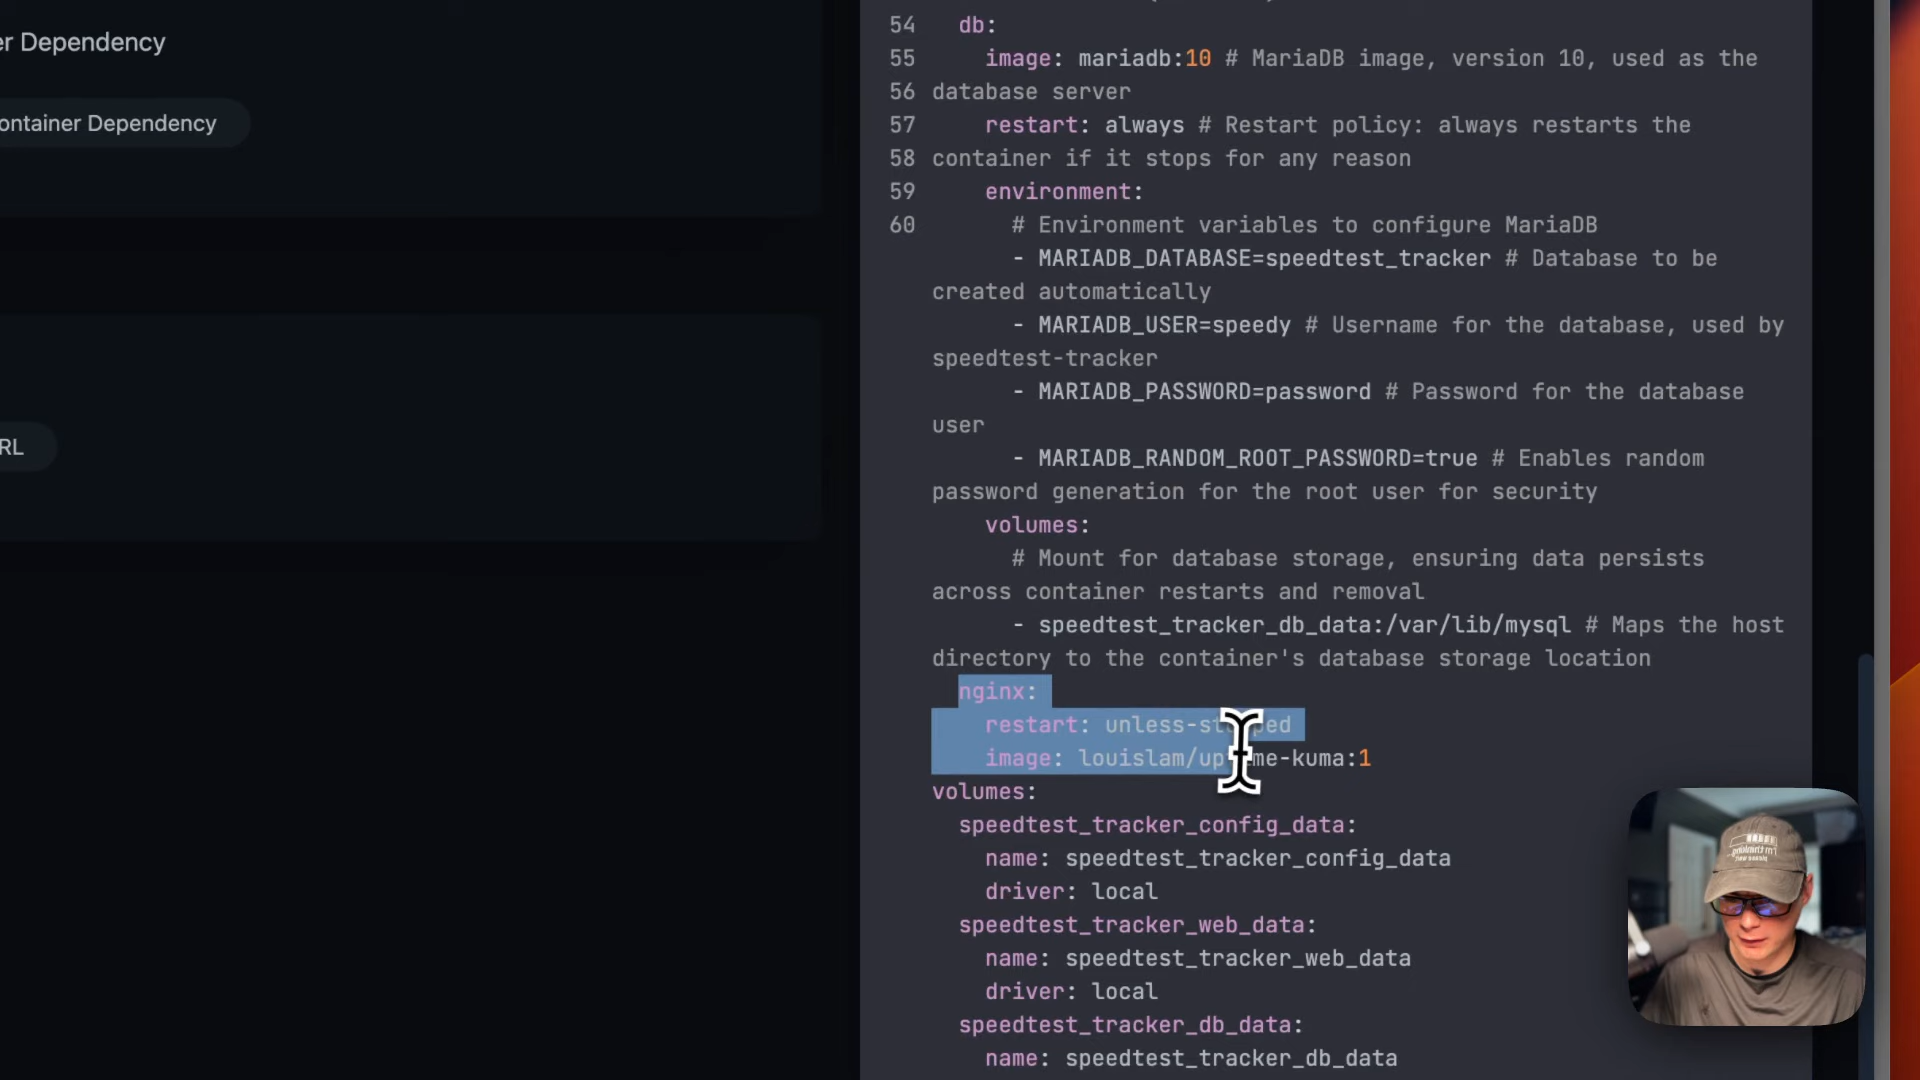 er Dependency
ontainer Dependency
RL
54 db:
55 image: mariadb:10 # MariaDB image, version 10, used as the
56 database server
57 restart: always # Restart policy: always restarts the
58 container if it stops for any reason
59 environment:
60 # Environment variables to configure MariaDB
- MARIADB_DATABASE=speedtest_tracker # Database to be
created automatically
- MARIADB_USER=speedy # Username for the database, used by
speedtest-tracker
- MARIADB_PASSWORD=password # Password for the database
user
- MARIADB_RANDOM_ROOT_PASSWORD=true # Enables random
password generation for the root user for security
volumes:
# Mount for database storage, ensuring data persists
across container restarts and removal
- speedtest_tracker_db_data:/var/lib/mysql # Maps the host
directory to the container's database storage location
nginx:
restart: unless-stopped
image: louislam/uptime-kuma:1
volumes:
speedtest_tracker_config_data:
name: speedtest_tracker_config_data
driver: local
speedtest_tracker_web_data:
name: speedtest_tracker_web_data
driver: local
speedtest_tracker_db_data:
name: speedtest_tracker_db_data